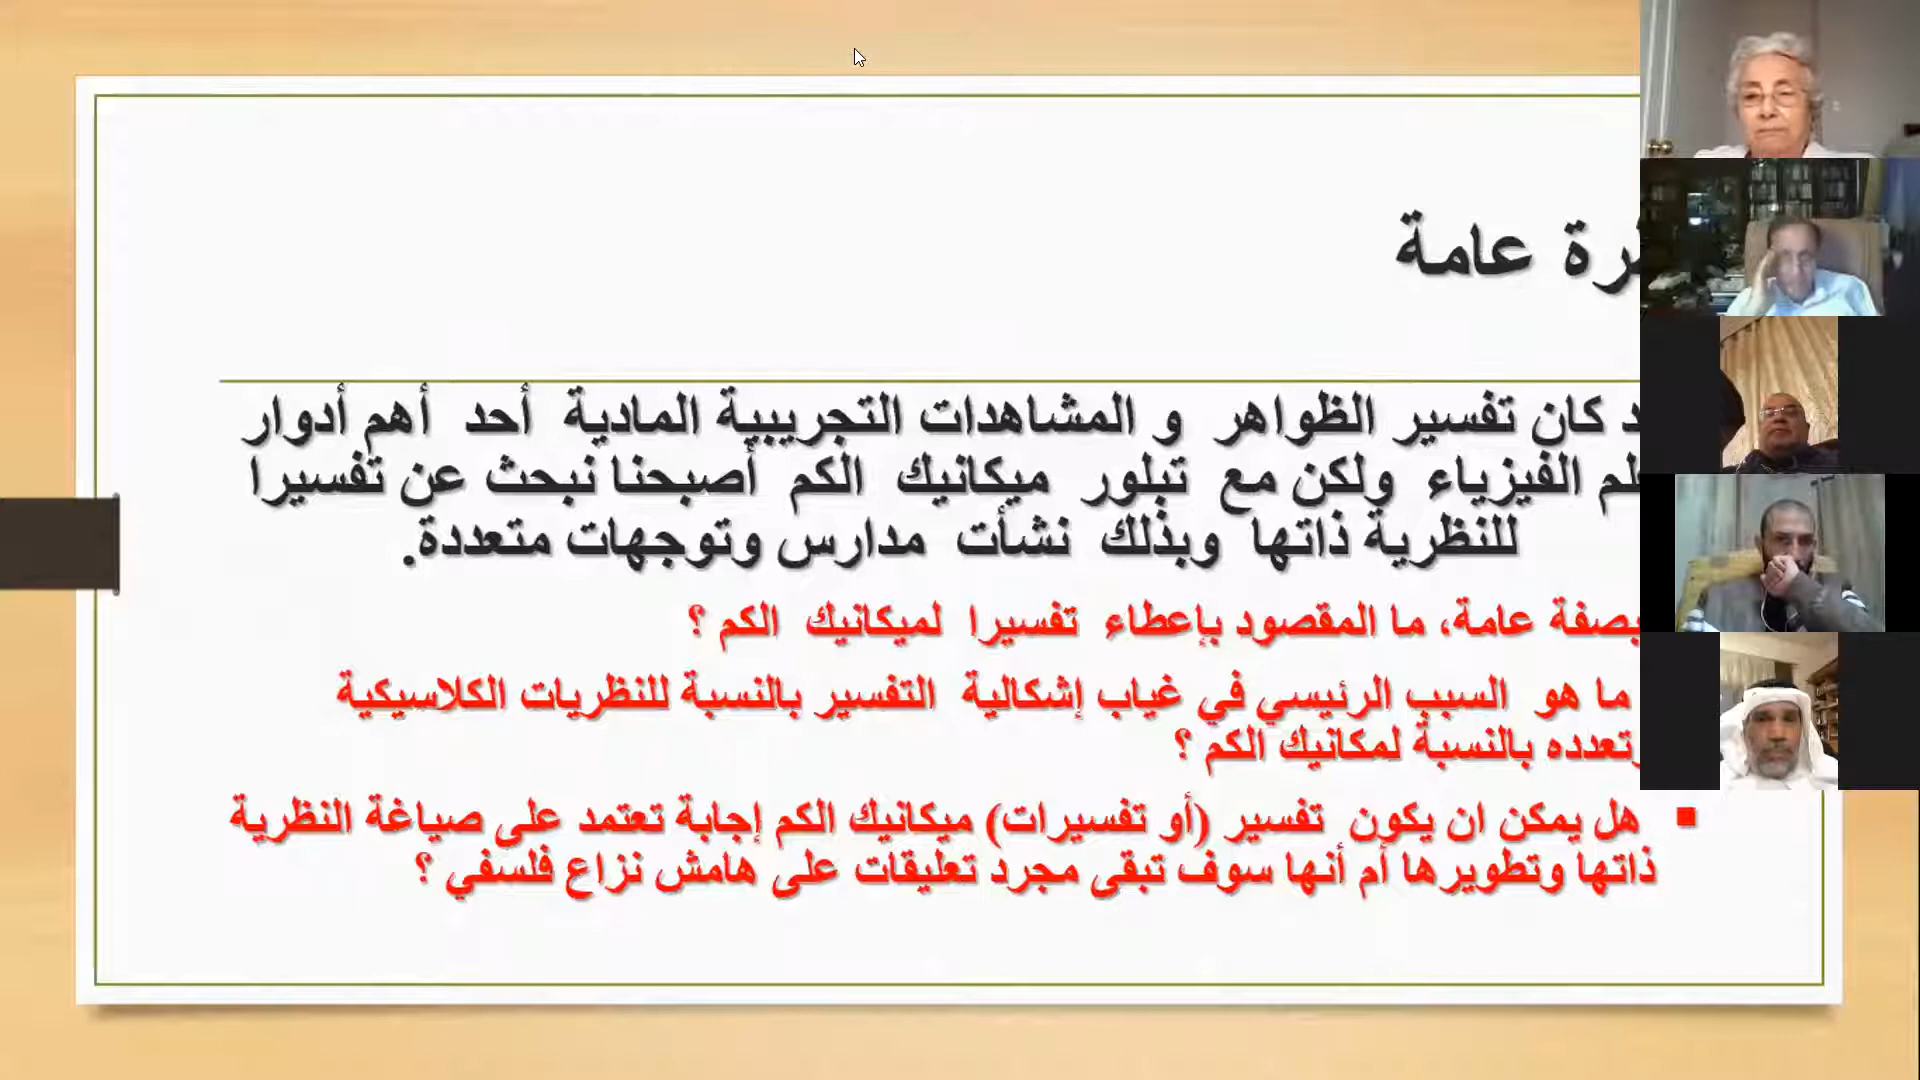 عامة
كان تفسير الظواهر و المشاهدات التجريبية المادية أحد أهم أدوار
الفيزياء ولكن مع تبلور ميكانيك الكم أصبحنا نبحث عن تفسيرا
للنظرية ذاتها وبذلك نشأت مدارس وتوجهات متعددة.
بصفة عامة، ما المقصود بإعطاء تفسيرا لميكانيك الكم ؟
ما هو السبب الرئيسي في غياب إشكالية التفسير بالنسبة للنظريات الكلاسيكية
وتعدده بالنسبة لمكانيك الكم ؟
هل يمكن ان يكون تفسير (أو تفسيرات) ميكانيك الكم إجابة تعتمد على صياغة النظرية
ذاتها وتطويرها أم أنها سوف تبقى مجرد تعليقات على هامش نزاع فلسفي ؟